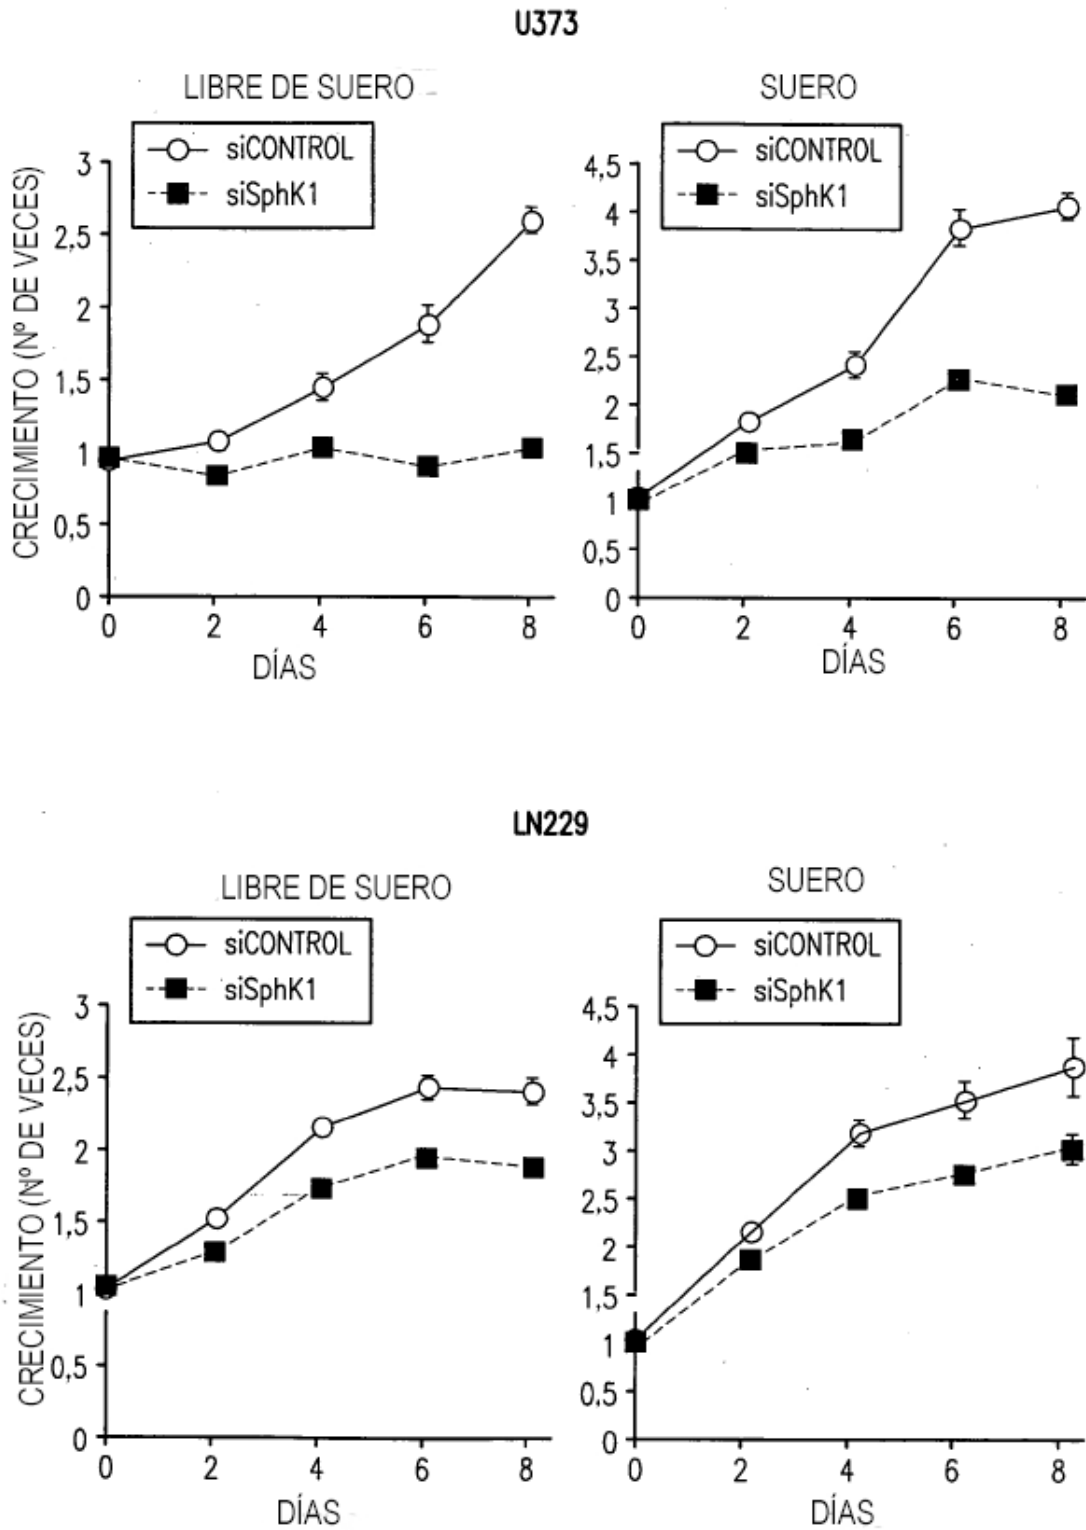 U373
LIBRE DE SUERO
siCONTROL
siSphK1
CRECIMIENTO (Nº DE VECES)
3
2,5
2
1,5
1
0,5
0
0 2 4 6 8
DÍAS
SUERO
siCONTROL
siSphK1
4,5
4
3,5
3
2,5
2
1,5
1
0,5
0
0 2 4 6 8
DÍAS
LN229
LIBRE DE SUERO
siCONTROL
siSphK1
CRECIMIENTO (Nº DE VECES)
3
2,5
2
1,5
1
0,5
0
0 2 4 6 8
DÍAS
SUERO
siCONTROL
siSphK1
4,5
4
3,5
3
2,5
2
1,5
1
0,5
0
0 2 4 6 8
DÍAS